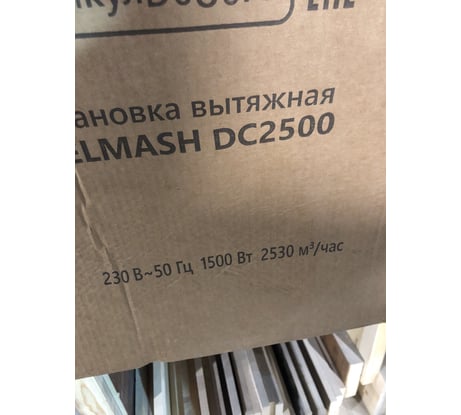 ановка вытяжная
ELMASH DC2500
230 В~50 Гц 1500 Вт 2530 м³/час